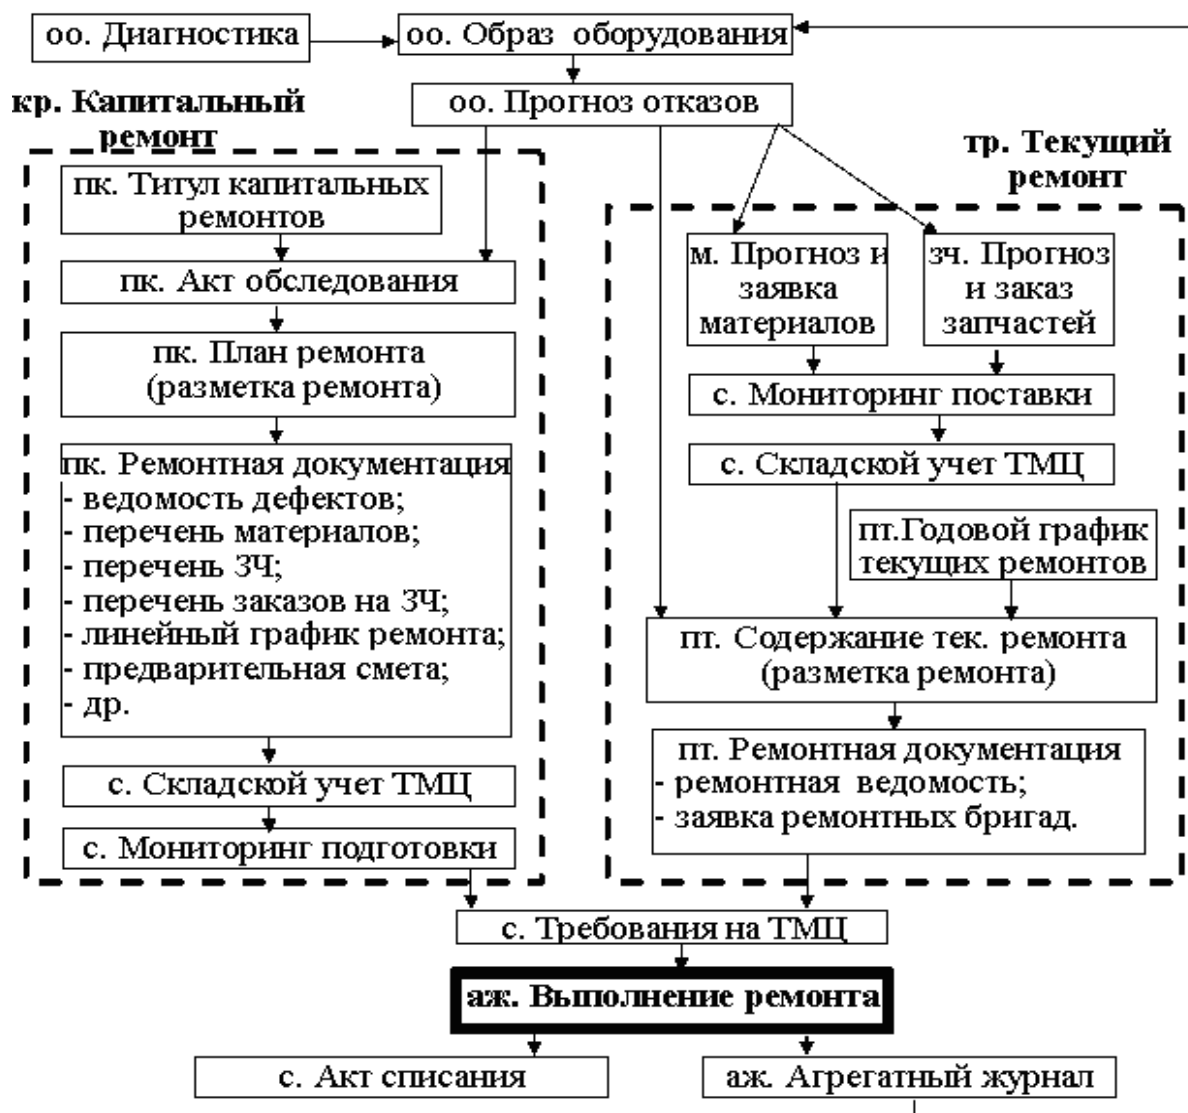 оо. Диагностика
оо. Образ оборудования
оо. Прогноз отказов
кр. Капитальный
ремонт
пк. Титул капитальных
ремонтов
пк. Акт обследования
пк. План ремонта
(разметка ремонта)
пк. Ремонтная документация
- ведомость дефектов;
- перечень материалов;
- перечень ЗЧ;
- перечень заказов на ЗЧ;
- линейный график ремонта;
- предварительная смета;
- др.
с. Складской учет ТМЦ
с. Мониторинг подготовки
тр. Текущий
ремонт
м. Прогноз и
заявка
материалов
зч. Прогноз
и заказ
запчастей
с. Мониторинг поставки
с. Складской учет ТМЦ
пт.Годовой график
текущих ремонтов
пт. Содержание тек. ремонта
(разметка ремонта)
пт. Ремонтная документация
- ремонтная ведомость;
- заявка ремонтных бригад.
с. Требования на ТМЦ
аж. Выполнение ремонта
с. Акт списания
аж. Агрегатный журнал